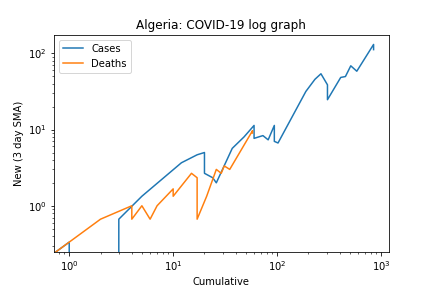 Algeria: COVID-19 log graph
Cases
Deaths
New (3 day SMA)
10²
10¹
10⁰
10⁰ 10¹ 10² 10³
Cumulative